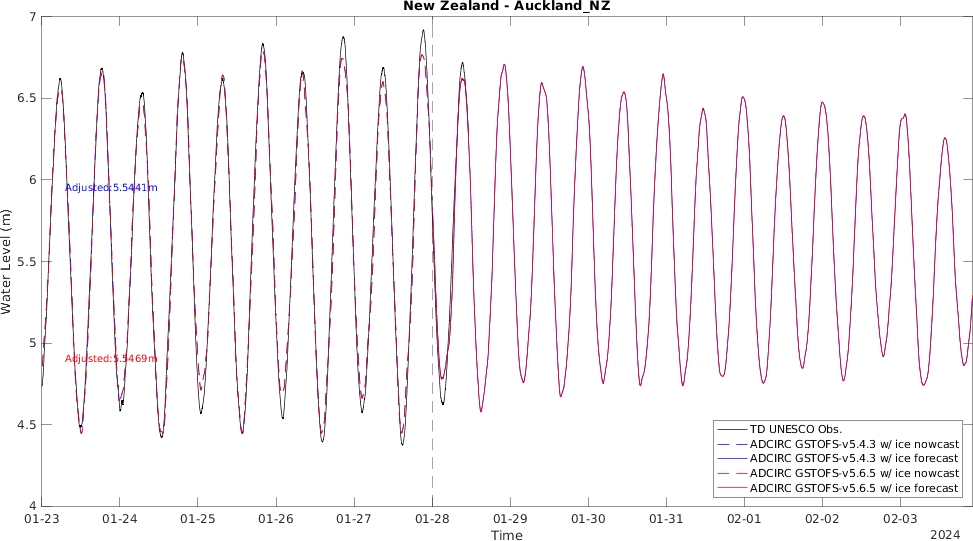 New Zealand - Auckland_NZ
7
6.5
6
5.5
5
4.5
4
Water Level (m)
Adjusted:5.5441m
Adjusted:5.5469m
TD UNESCO Obs.
ADCIRC GSTOFS-v5.4.3 w/ ice nowcast
ADCIRC GSTOFS-v5.4.3 w/ ice forecast
ADCIRC GSTOFS-v5.6.5 w/ ice nowcast
ADCIRC GSTOFS-v5.6.5 w/ ice forecast
01-23 01-24 01-25 01-26 01-27 01-28 01-29 01-30 01-31 02-01 02-02 02-03
Time
2024